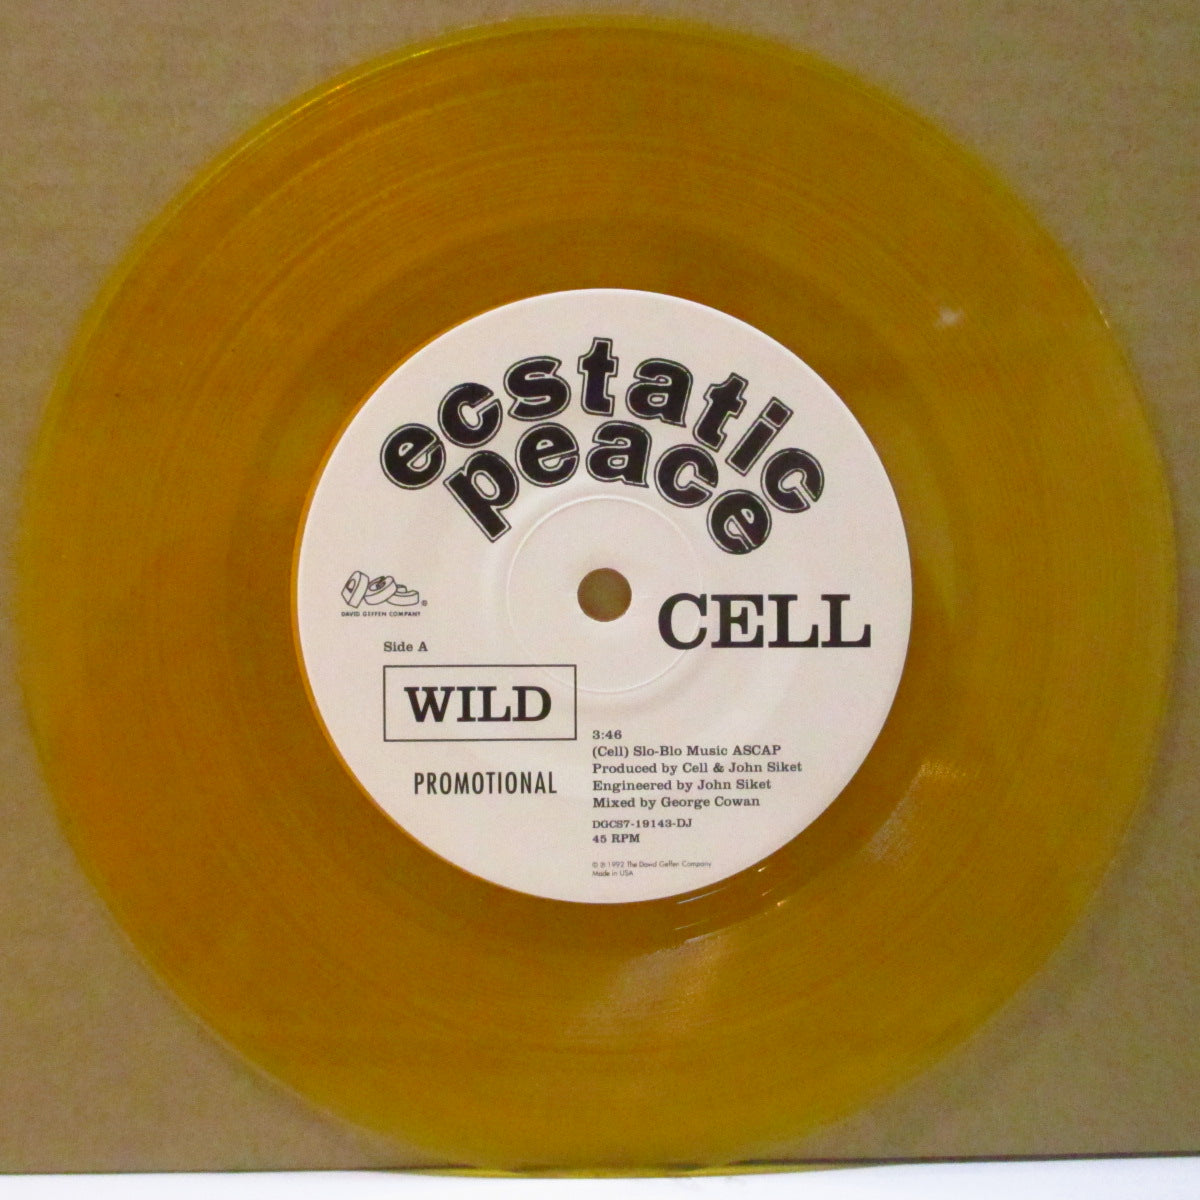 ecstatic
peace
DAVID GEFFEN COMPANY ®
CELL
Side A
WILD
PROMOTIONAL
3:46
(Cell) Slo-Blo Music ASCAP
Produced by Cell & John Siket
Engineered by John Siket
Mixed by George Cowan
DGCS7-19143-DJ
45 RPM
© ℗ 1992 The David Geffen Company
Made in USA